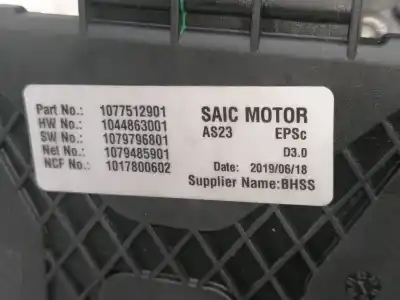 Part No.: 1077512901
HW No.: 1044863001
SW No.: 1079796801
Net No.: 1079485901
NCF No.: 1017800602
SAIC MOTOR
AS23 EPSc
D3.0
Date: 2019/06/18
Supplier Name:BHSS